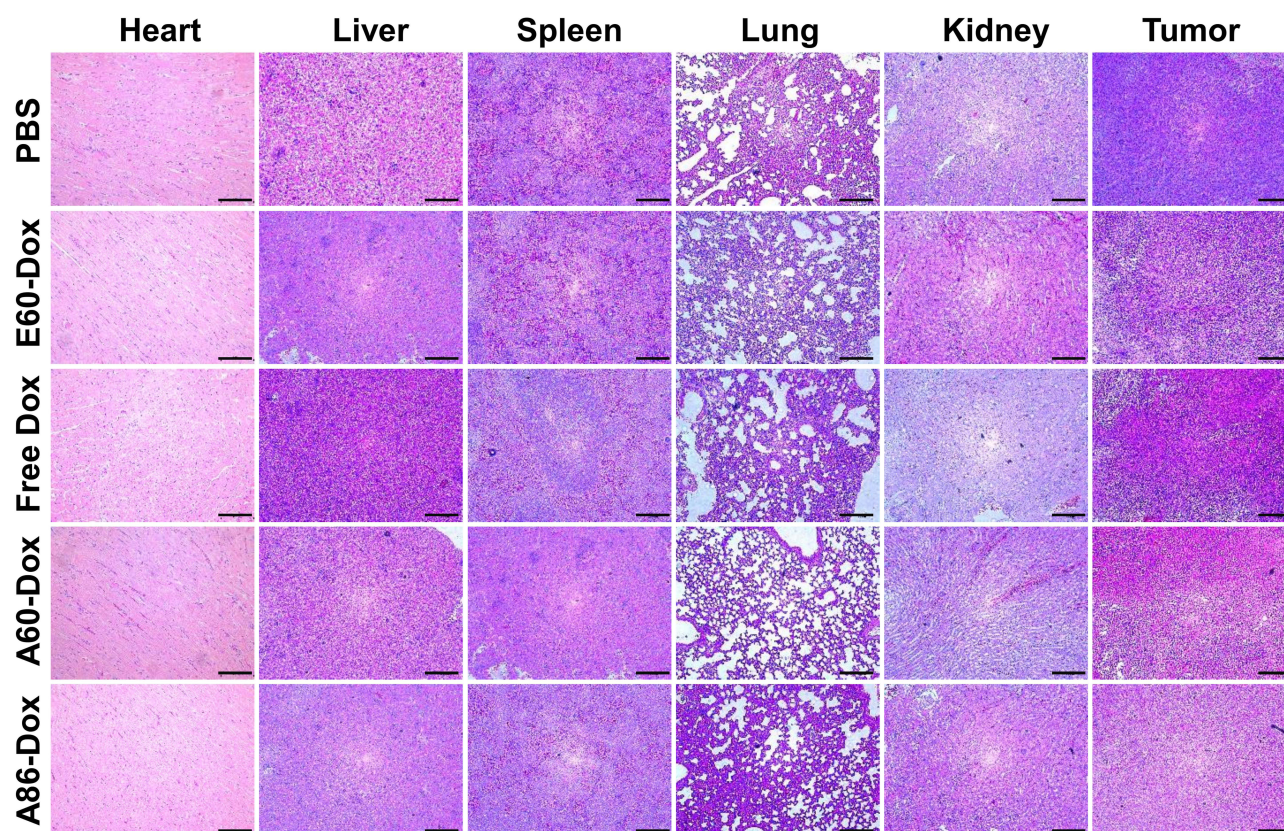 Heart Liver Spleen Lung Kidney Tumor
PBS
E60-Dox
Free Dox
A60-Dox
A86-Dox